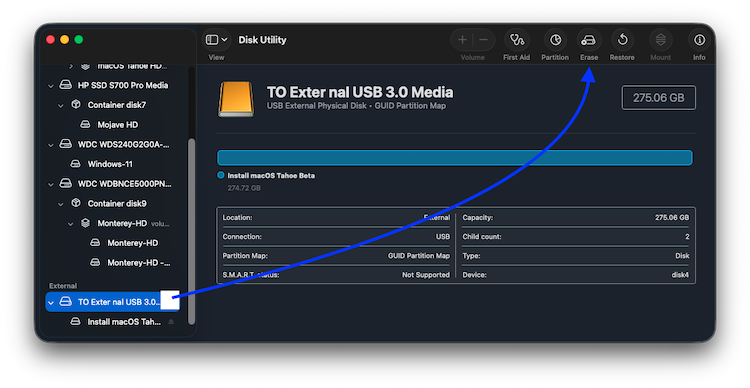 Disk Utility
View
Volume
First Aid
Partition
Erase
Restore
Mount
Info
macOS Tahoe HD...
HP SSD S700 Pro Media
Container disk7
Mojave HD
WDC WDS240G2G0A-...
Windows-11
WDC WDBNCE5000PN...
Container disk9
Monterey-HD volu...
Monterey-HD
Monterey-HD -...
External
TO Exter nal USB 3.0...
Install macOS Tah...
TO Exter nal USB 3.0 Media
USB External Physical Disk • GUID Partition Map
275.06 GB
Install macOS Tahoe Beta
274.72 GB
Location: External
Capacity: 275.06 GB
Connection: USB
Child count: 2
Partition Map: GUID Partition Map
Type: Disk
S.M.A.R.T. status: Not Supported
Device: disk4